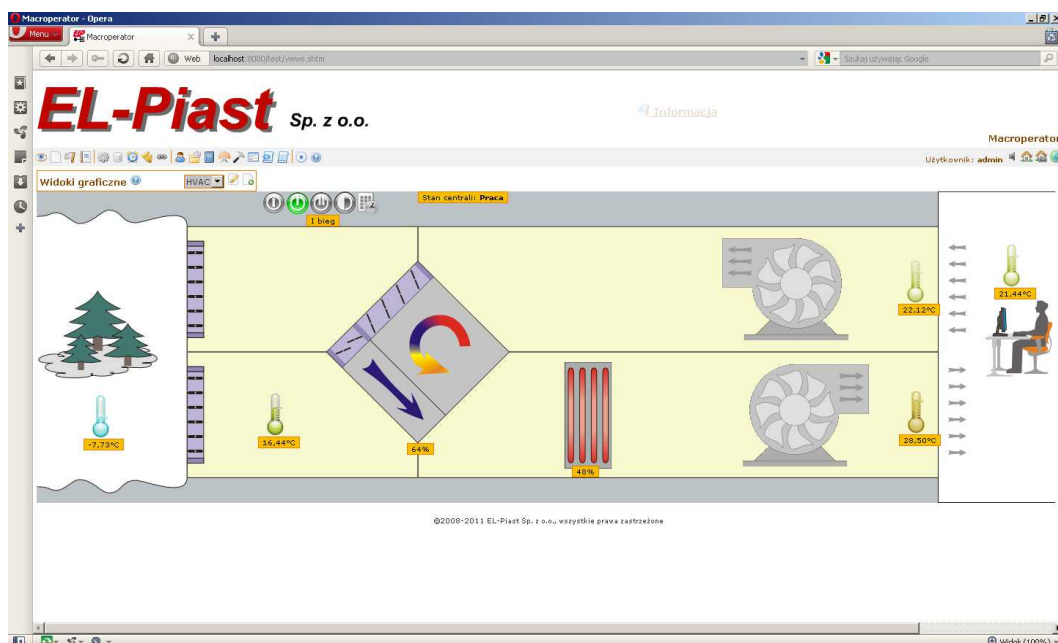 Macroperator - Opera
Menu
Macroperator
Web localhost:8080/test/views.shtm
Szukaj używając Google
EL-Piast Sp. z o.o.
Informacja
Macroperator
Użytkownik: admin
Widoki graficzne
HVAC
Stan centrali: Praca
I bieg
21,44°C
22,12°C
-7,73°C
16,44°C
64%
28,50°C
48%
©2008-2011 EL-Piast Sp. z o.o., wszystkie prawa zastrzeżone
Widok (100%)